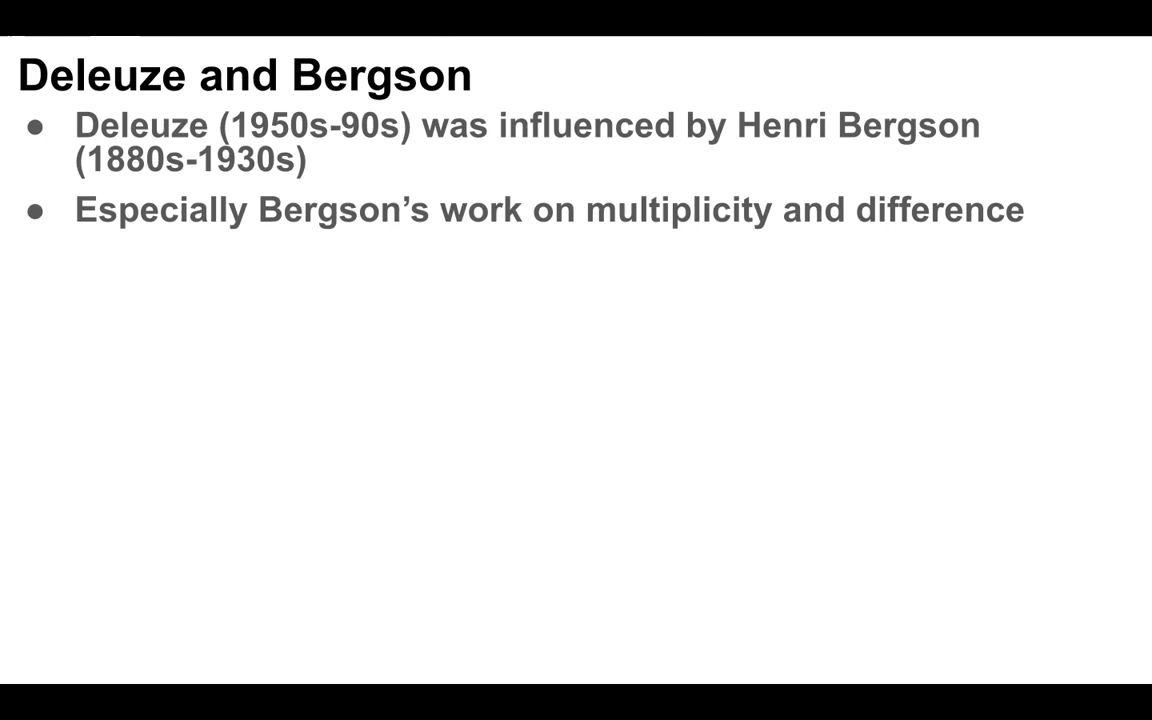 Deleuze and Bergson
● Deleuze (1950s-90s) was influenced by Henri Bergson
(1880s-1930s)
● Especially Bergson’s work on multiplicity and difference